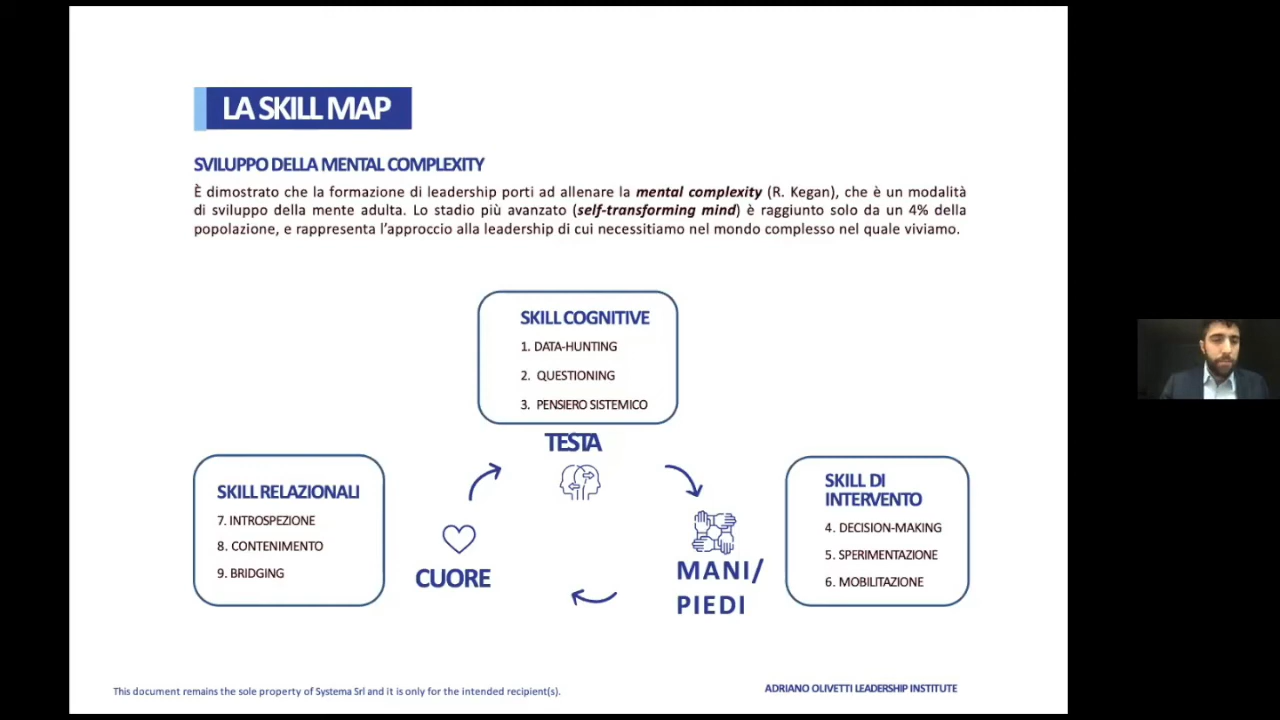 LA SKILL MAP
SVILUPPO DELLA MENTAL COMPLEXITY
È dimostrato che la formazione di leadership porti ad allenare la mental complexity (R. Kegan), che è un modalità
di sviluppo della mente adulta. Lo stadio più avanzato (self-transforming mind) è raggiunto solo da un 4% della
popolazione, e rappresenta l'approccio alla leadership di cui necessitiamo nel mondo complesso nel quale viviamo.
SKILL COGNITIVE
1. DATA-HUNTING
2. QUESTIONING
3. PENSIERO SISTEMICO
TESTA
SKILL RELAZIONALI
7. INTROSPEZIONE
8. CONTENIMENTO
9. BRIDGING
CUORE
MANI/
PIEDI
SKILL DI
INTERVENTO
4. DECISION-MAKING
5. SPERIMENTAZIONE
6. MOBILITAZIONE
This document remains the sole property of Systema Srl and it is only for the intended recipient(s).
ADRIANO OLIVETTI LEADERSHIP INSTITUTE